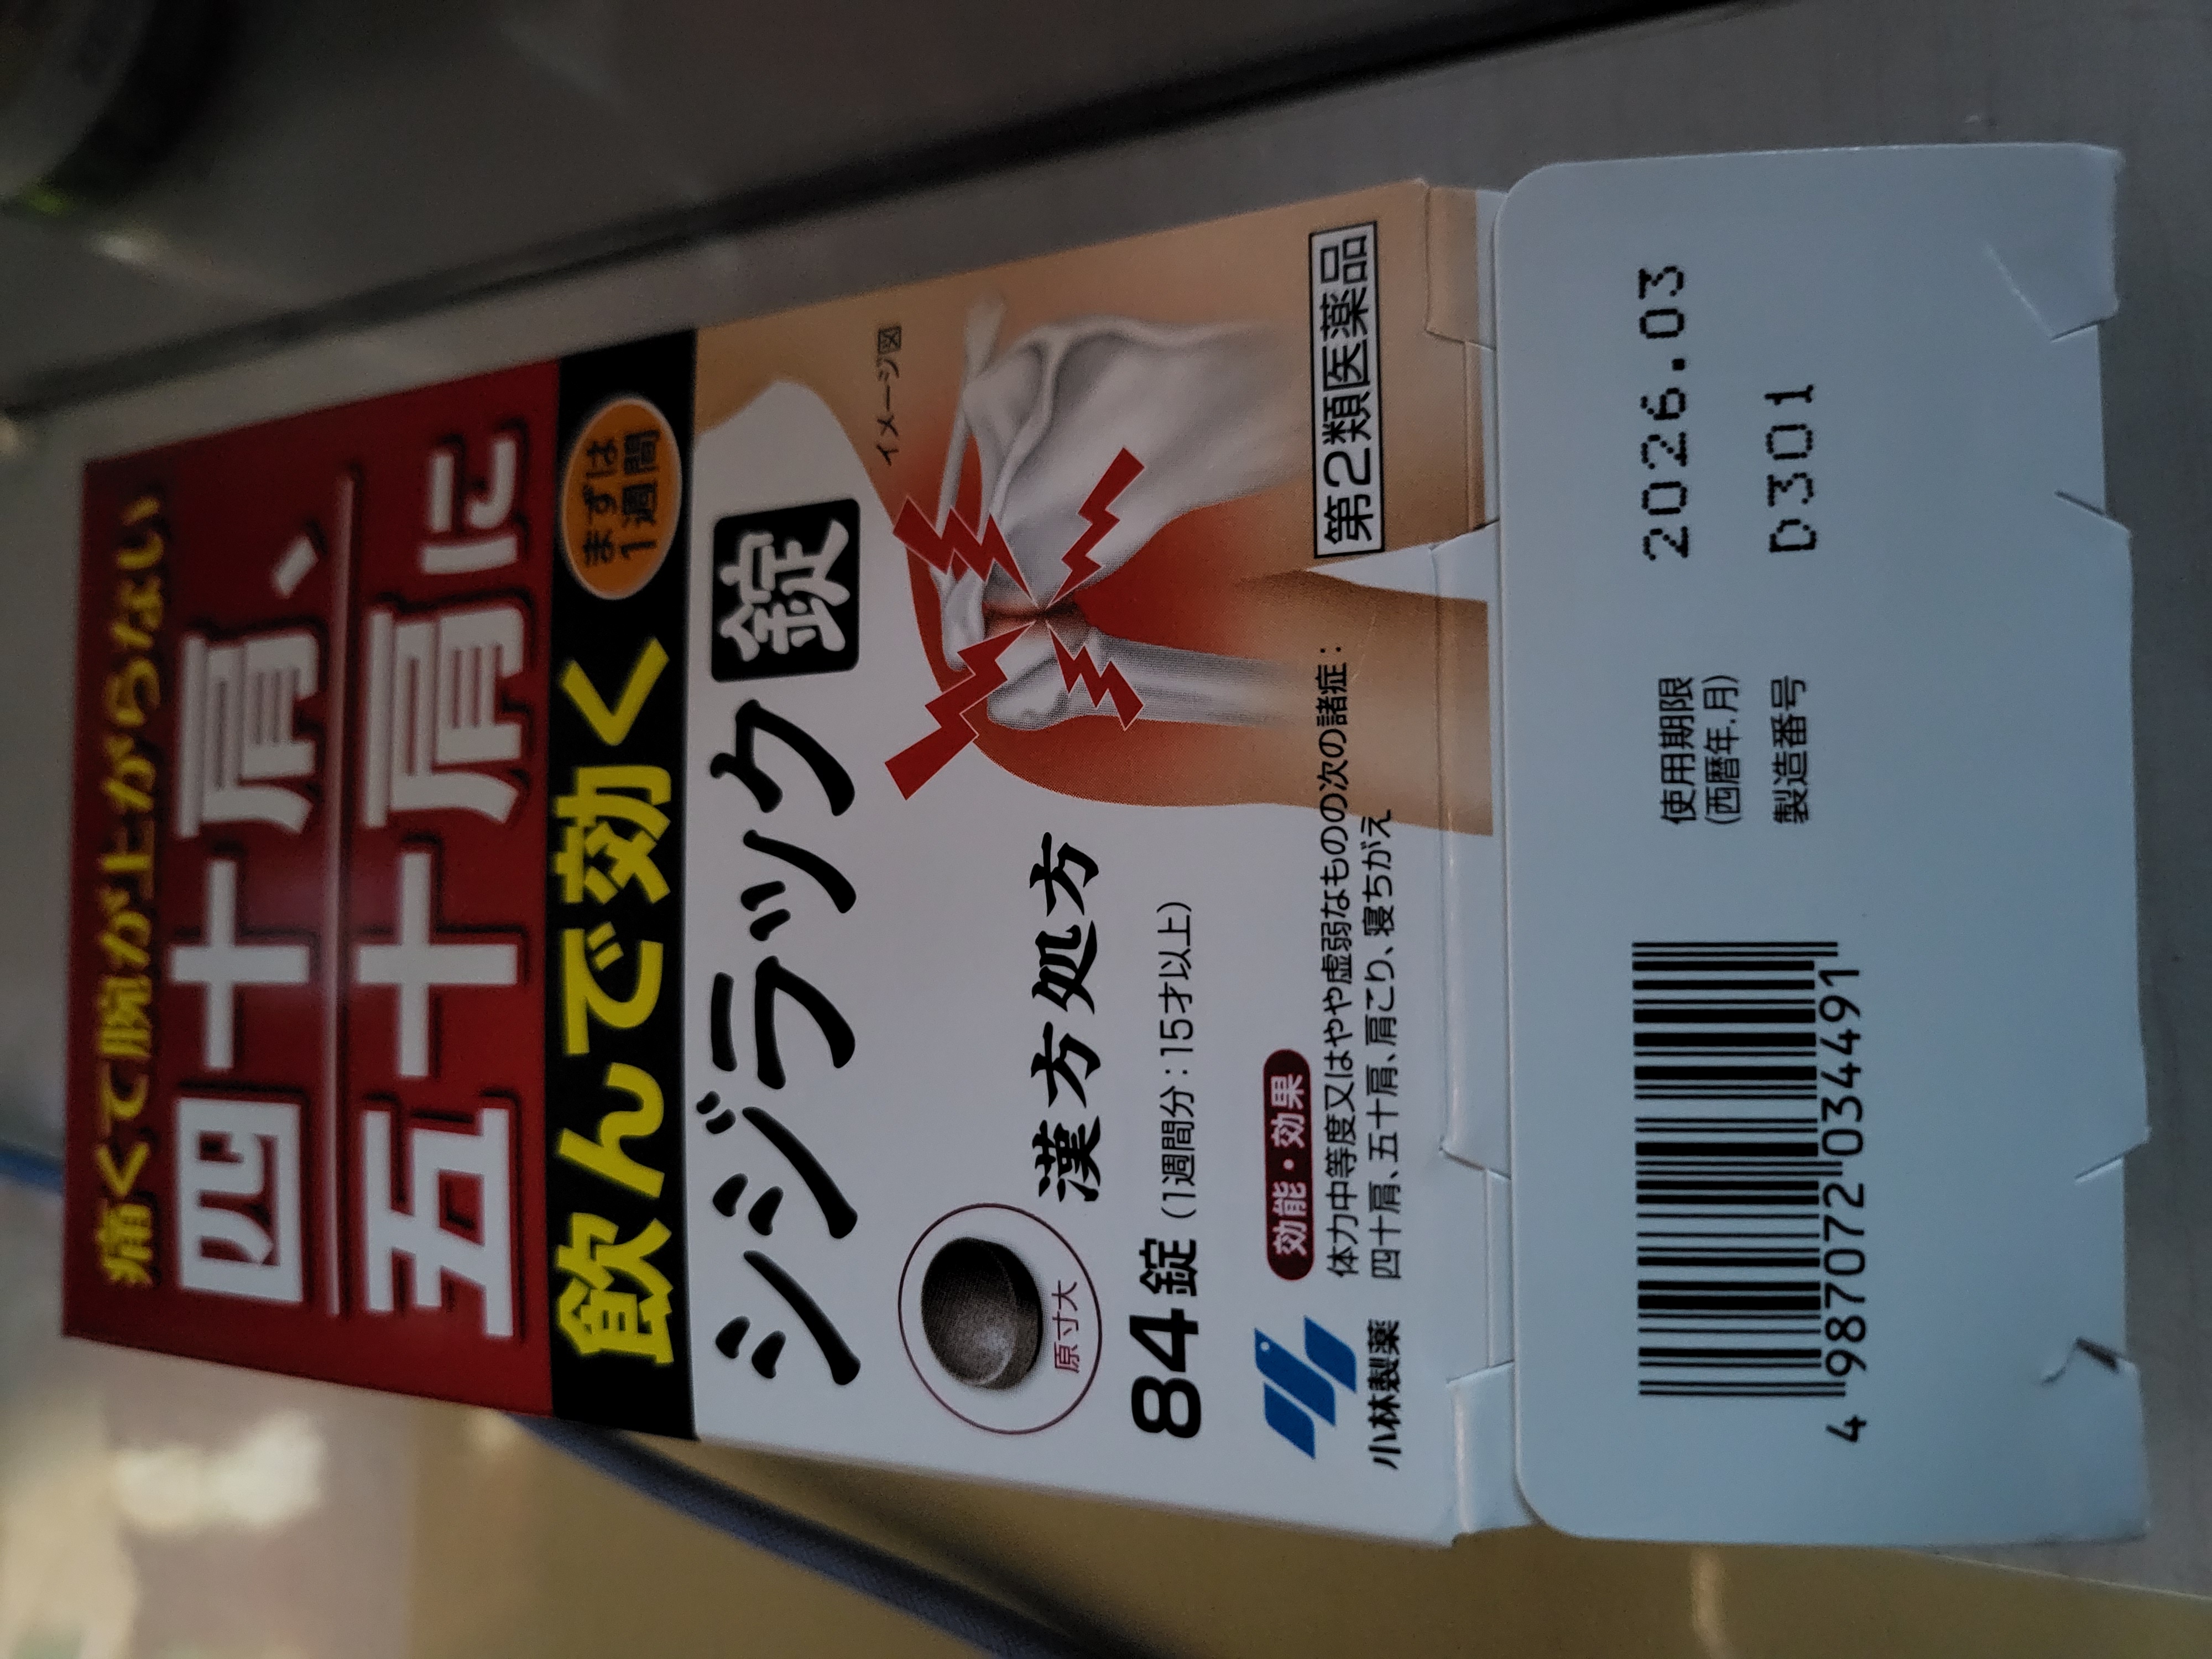 痛くて腕が上がらない
四十肩、
五十肩に
飲んで効く
まずは
1週間
シジラック 錠
イメージ図
原寸大
漢方処方
84錠(1週間分:15才以上)
効能・効果
体力中等度又はやや虚弱なものの次の諸症:
四十肩、五十肩、肩こり、寝ちがえ
小林製薬
第2類医薬品
使用期限
(西暦年.月)
2026.03
製造番号
D301
4 987072 034491